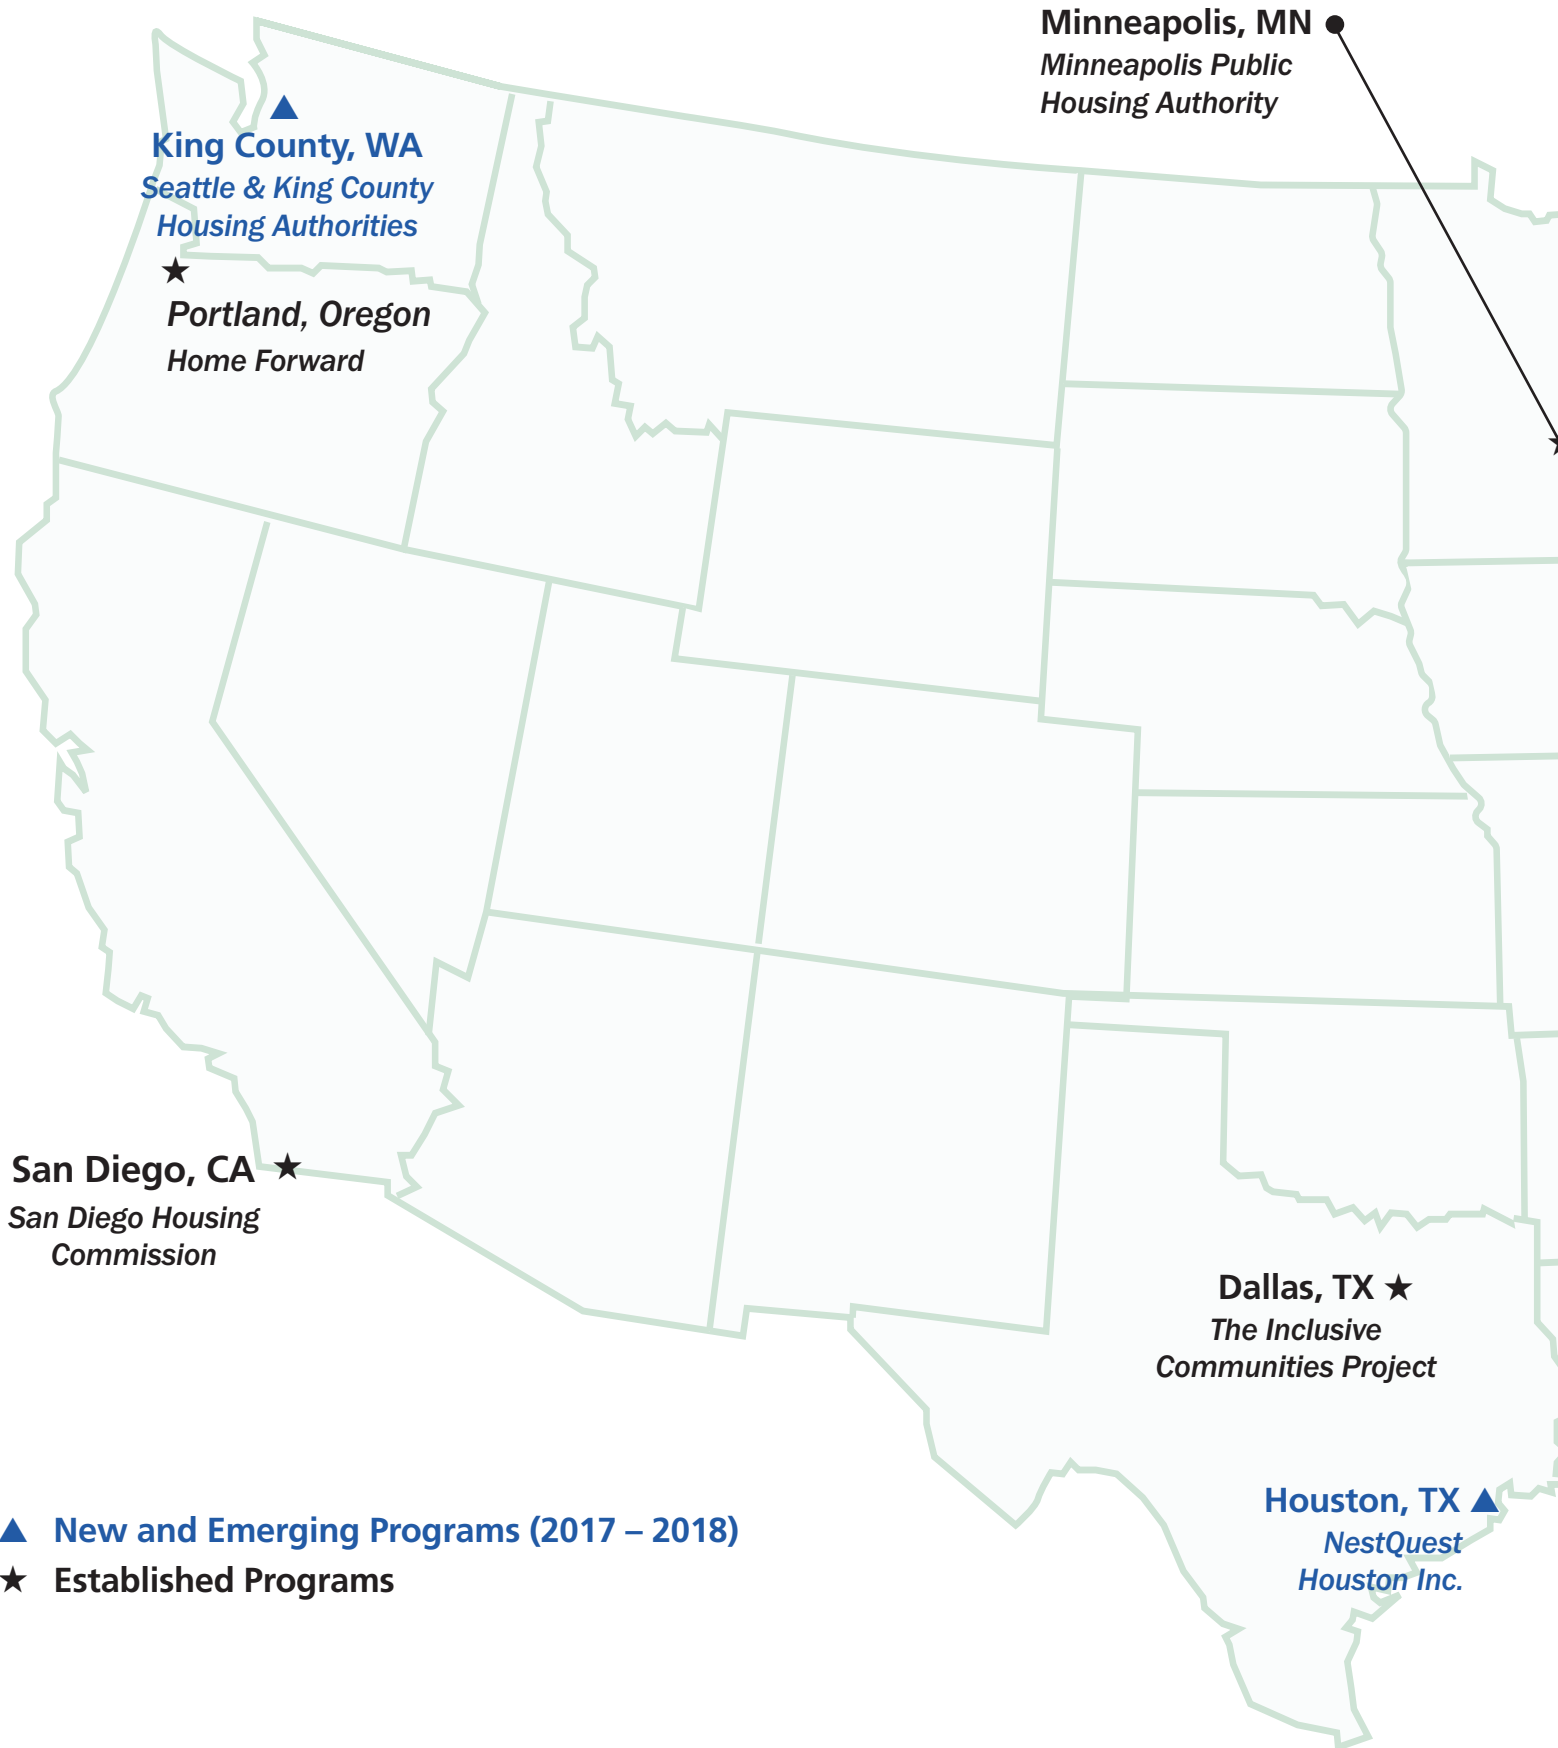 Minneapolis, MN
Minneapolis Public
Housing Authority
King County, WA
Seattle & King County
Housing Authorities
Portland, Oregon
Home Forward
San Diego, CA
San Diego Housing
Commission
Dallas, TX
The Inclusive
Communities Project
Houston, TX
NestQuest
Houston Inc.
New and Emerging Programs (2017 – 2018)
Established Programs